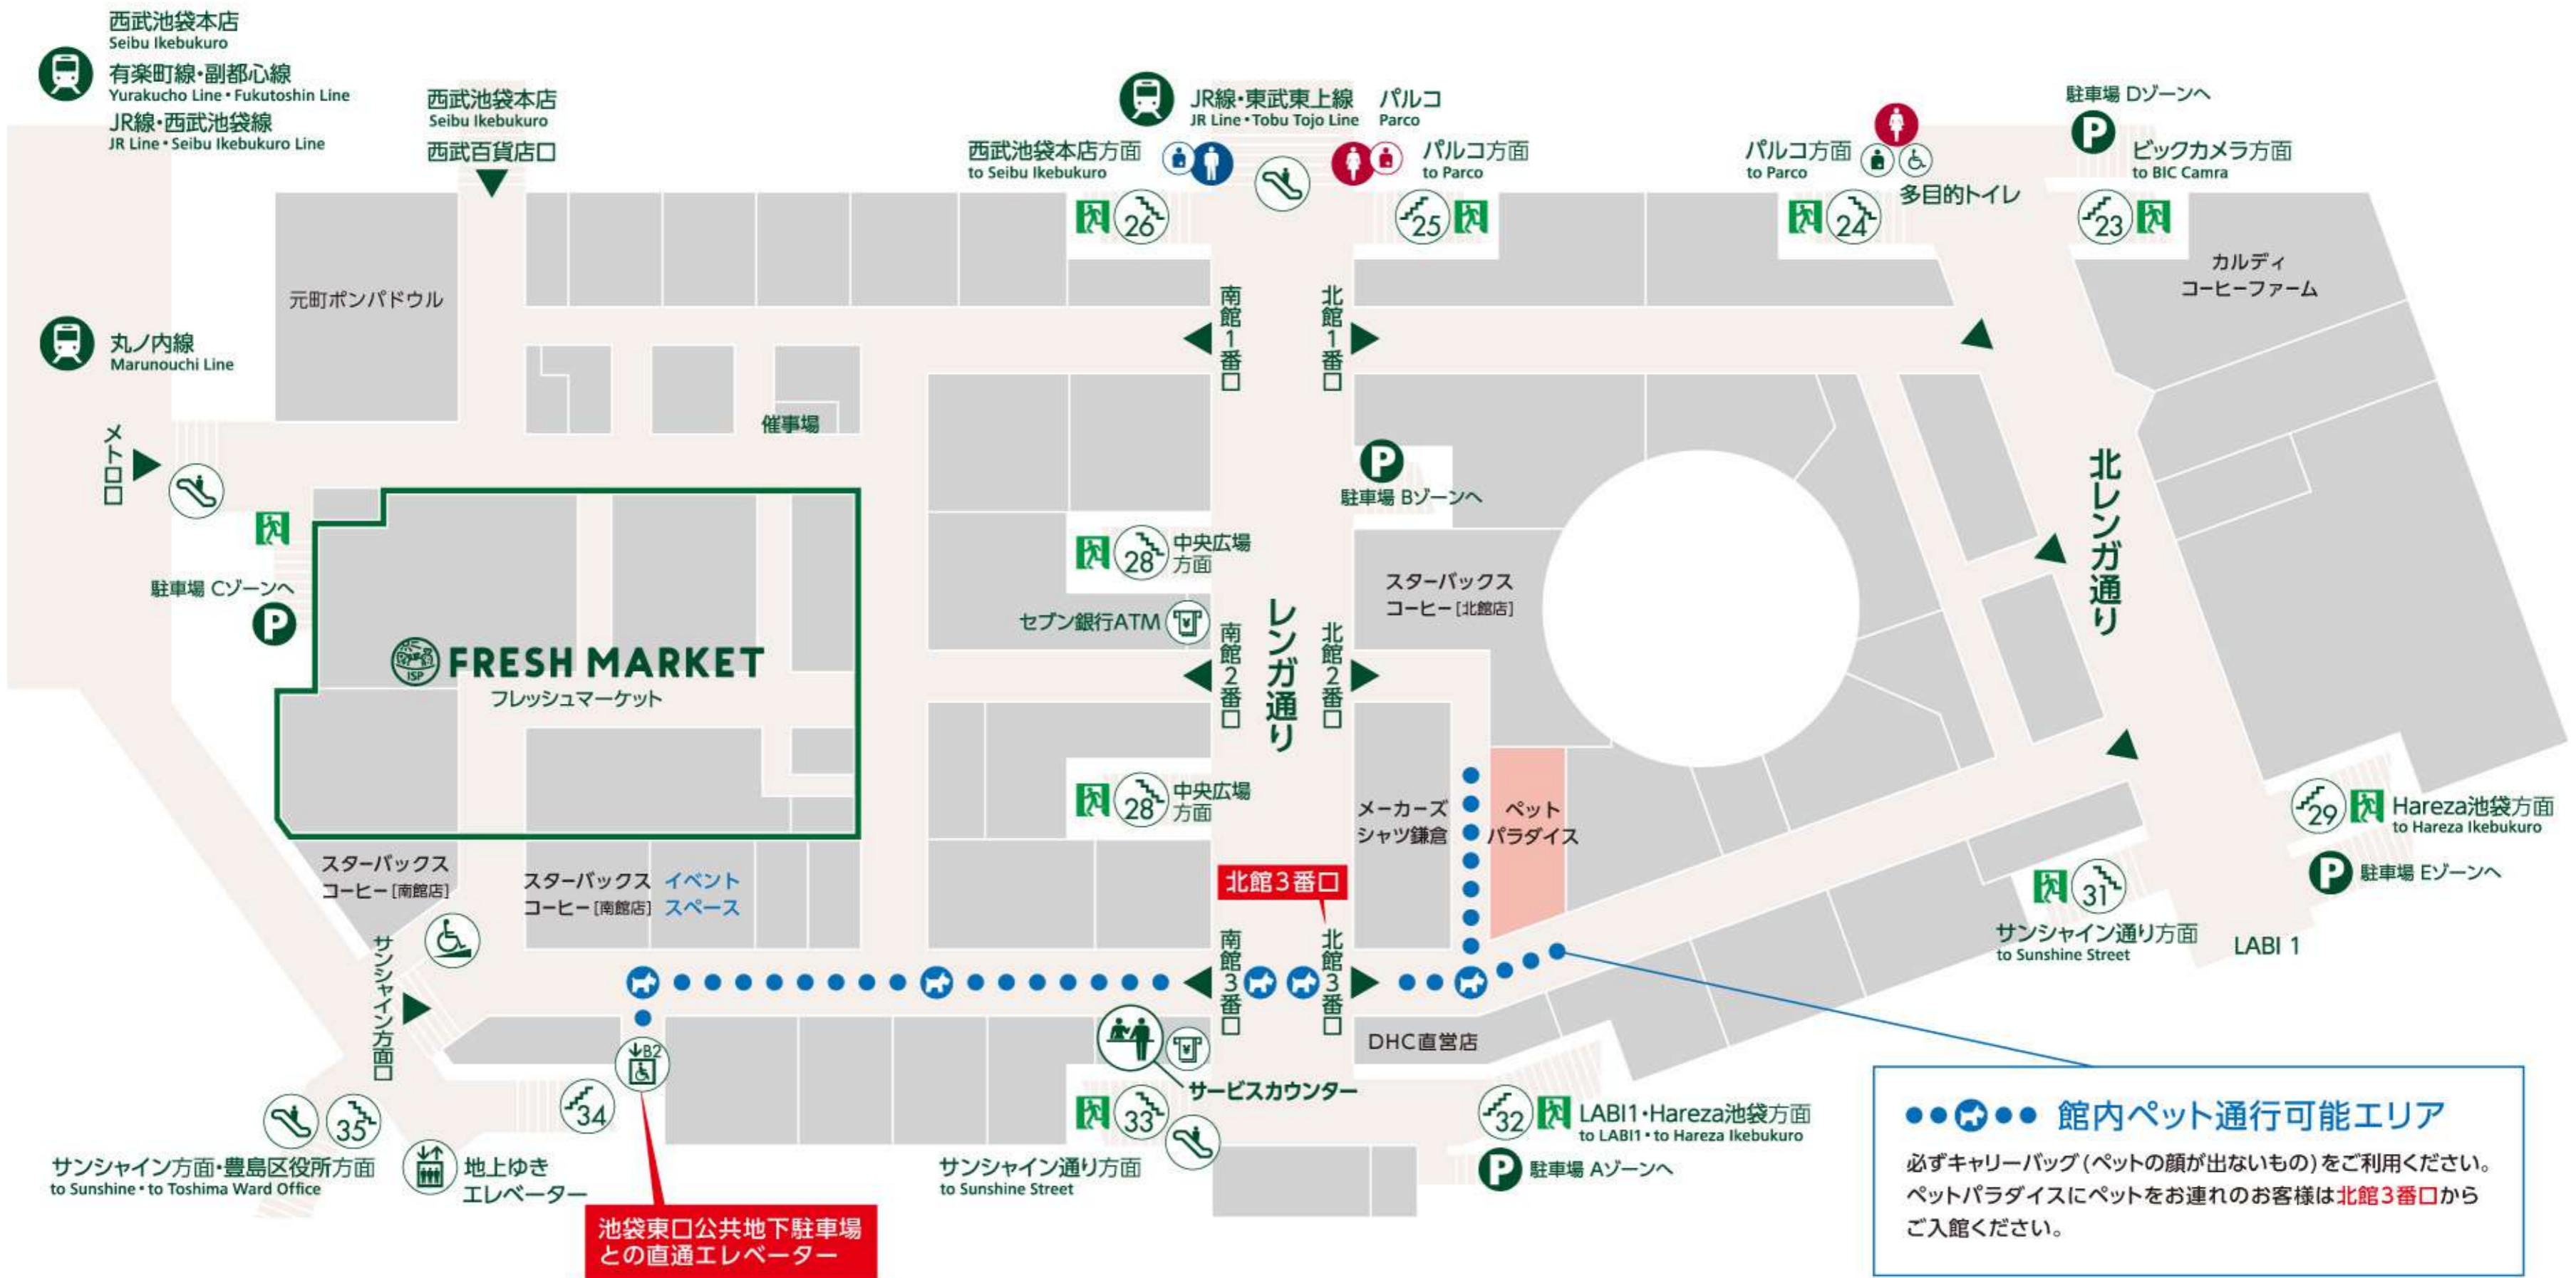 西武池袋本店
Seibu Ikebukuro
有楽町線・副都心線
Yurakucho Line・Fukutoshin Line
JR線・西武池袋線
JR Line・Seibu Ikebukuro Line
西武池袋本店
Seibu Ikebukuro
西武百貨店口
JR線・東武東上線
JR Line・Tobu Tojo Line
パルコ
Parco
西武池袋本店方面
to Seibu Ikebukuro
26
パルコ方面
to Parco
25
パルコ方面
to Parco
24
多目的トイレ
駐車場 Dゾーンへ
P
ビックカメラ方面
to BIC Camra
23
カルディ
コーヒーファーム
元町ポンパドウル
丸ノ内線
Marunouchi Line
メトロ口
催事場
南館1番口
北館1番口
P
駐車場 Bゾーンへ
北レンガ通り
駐車場 Cゾーンへ
P
ISP
FRESH MARKET
フレッシュマーケット
28
中央広場
方面
セブン銀行ATM
南館2番口
レンガ通り
北館2番口
スターバックス
コーヒー[北館店]
28
中央広場
方面
メーカーズ
シャツ鎌倉
ペット
パラダイス
29
Hareza池袋方面
to Hareza Ikebukuro
P
駐車場 Eゾーンへ
31
サンシャイン通り方面
to Sunshine Street
LABI 1
スターバックス
コーヒー[南館店]
スターバックス
コーヒー[南館店]
イベント
スペース
北館3番口
南館3番口
北館3番口
サンシャイン方面口
DHC直営店
B2
34
35
サンシャイン方面・豊島区役所方面
to Sunshine・to Toshima Ward Office
地上ゆき
エレベーター
サービスカウンター
33
サンシャイン通り方面
to Sunshine Street
32
LABI1・Hareza池袋方面
to LABI1・to Hareza Ikebukuro
P
駐車場 Aゾーンへ
池袋東口公共地下駐車場
との直通エレベーター
館内ペット通行可能エリア
必ずキャリーバッグ(ペットの顔が出ないもの)をご利用ください。
ペットパラダイスにペットをお連れのお客様は北館3番口から
ご入館ください。